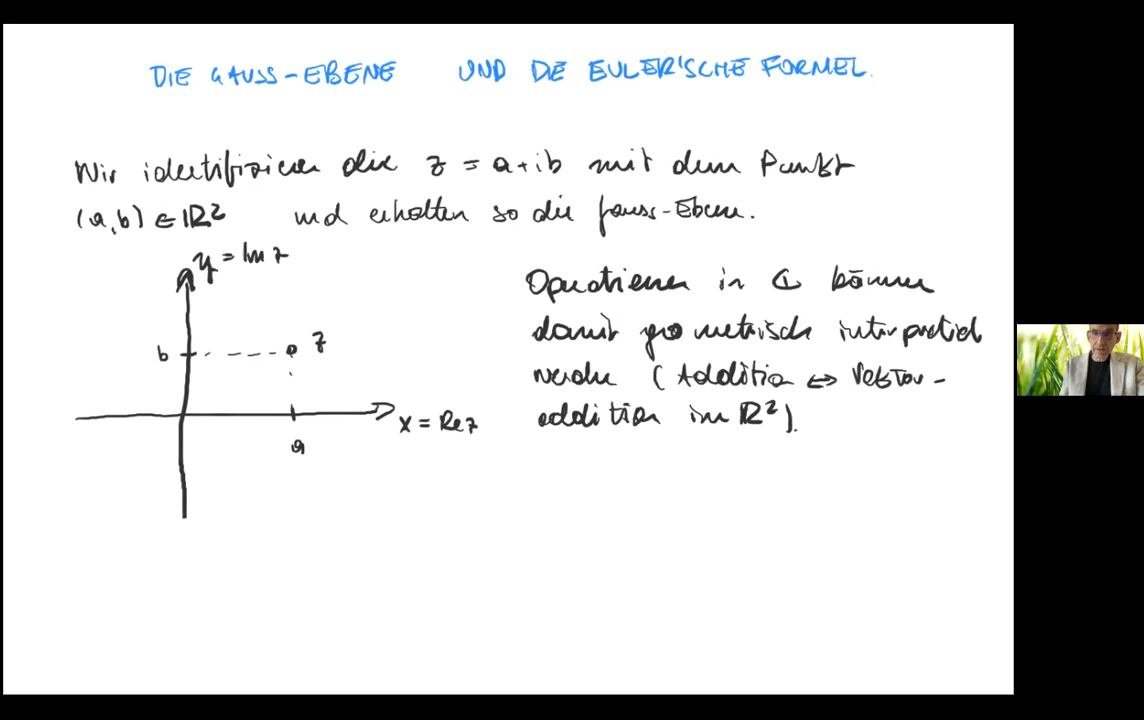 DIE GAUSS-EBENE UND DE EULER'SCHE FORMEL.
Wir identifizieren die z = a+ib mit dem Punkt
(a,b) ∈ ℝ² und erhalten so die Gauss-Ebene.
y = Im z
b
z
x = Re z
a
Operationen in ℂ können
damit geometrisch interpretiert
werden (Addition ⇔ Vektor-
addition im ℝ²).